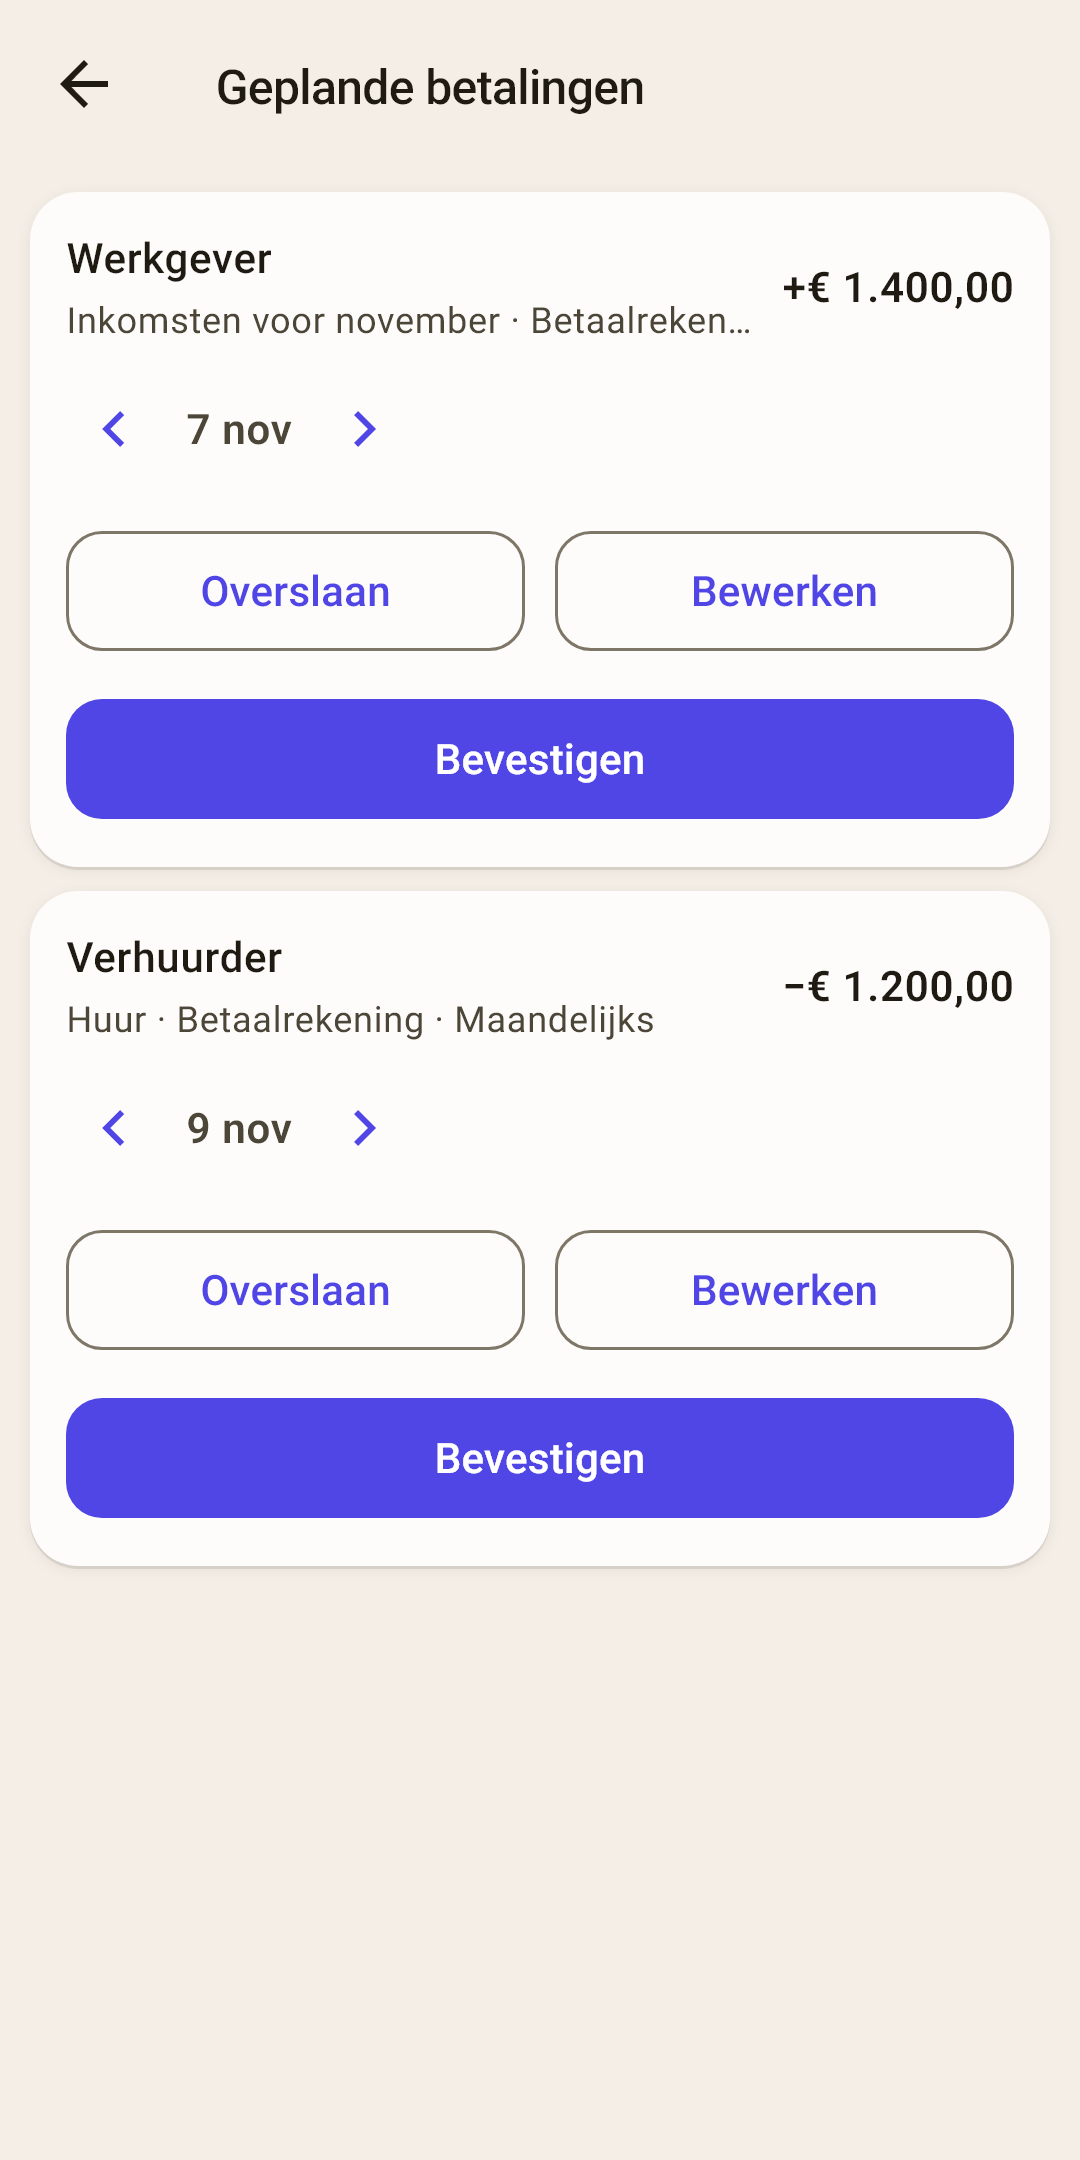 Geplande betalingen
Werkgever
+€ 1.400,00
Inkomsten voor november · Betaalreken…
7 nov
Overslaan
Bewerken
Bevestigen
Verhuurder
−€ 1.200,00
Huur · Betaalrekening · Maandelijks
9 nov
Overslaan
Bewerken
Bevestigen